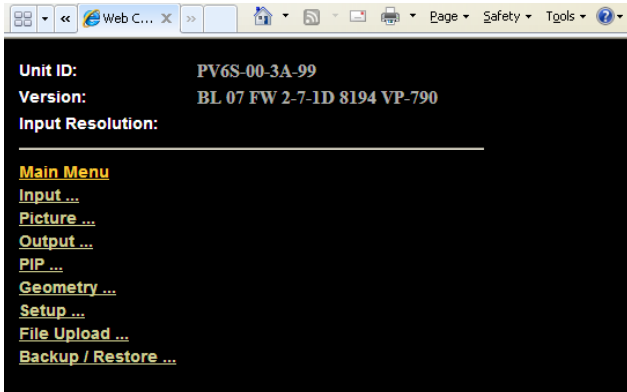 Web C...
Page Safety Tools
Unit ID: PV6S-00-3A-99
Version: BL 07 FW 2-7-1D 8194 VP-790
Input Resolution:
Main Menu
Input ...
Picture ...
Output ...
PIP ...
Geometry ...
Setup ...
File Upload ...
Backup / Restore ...